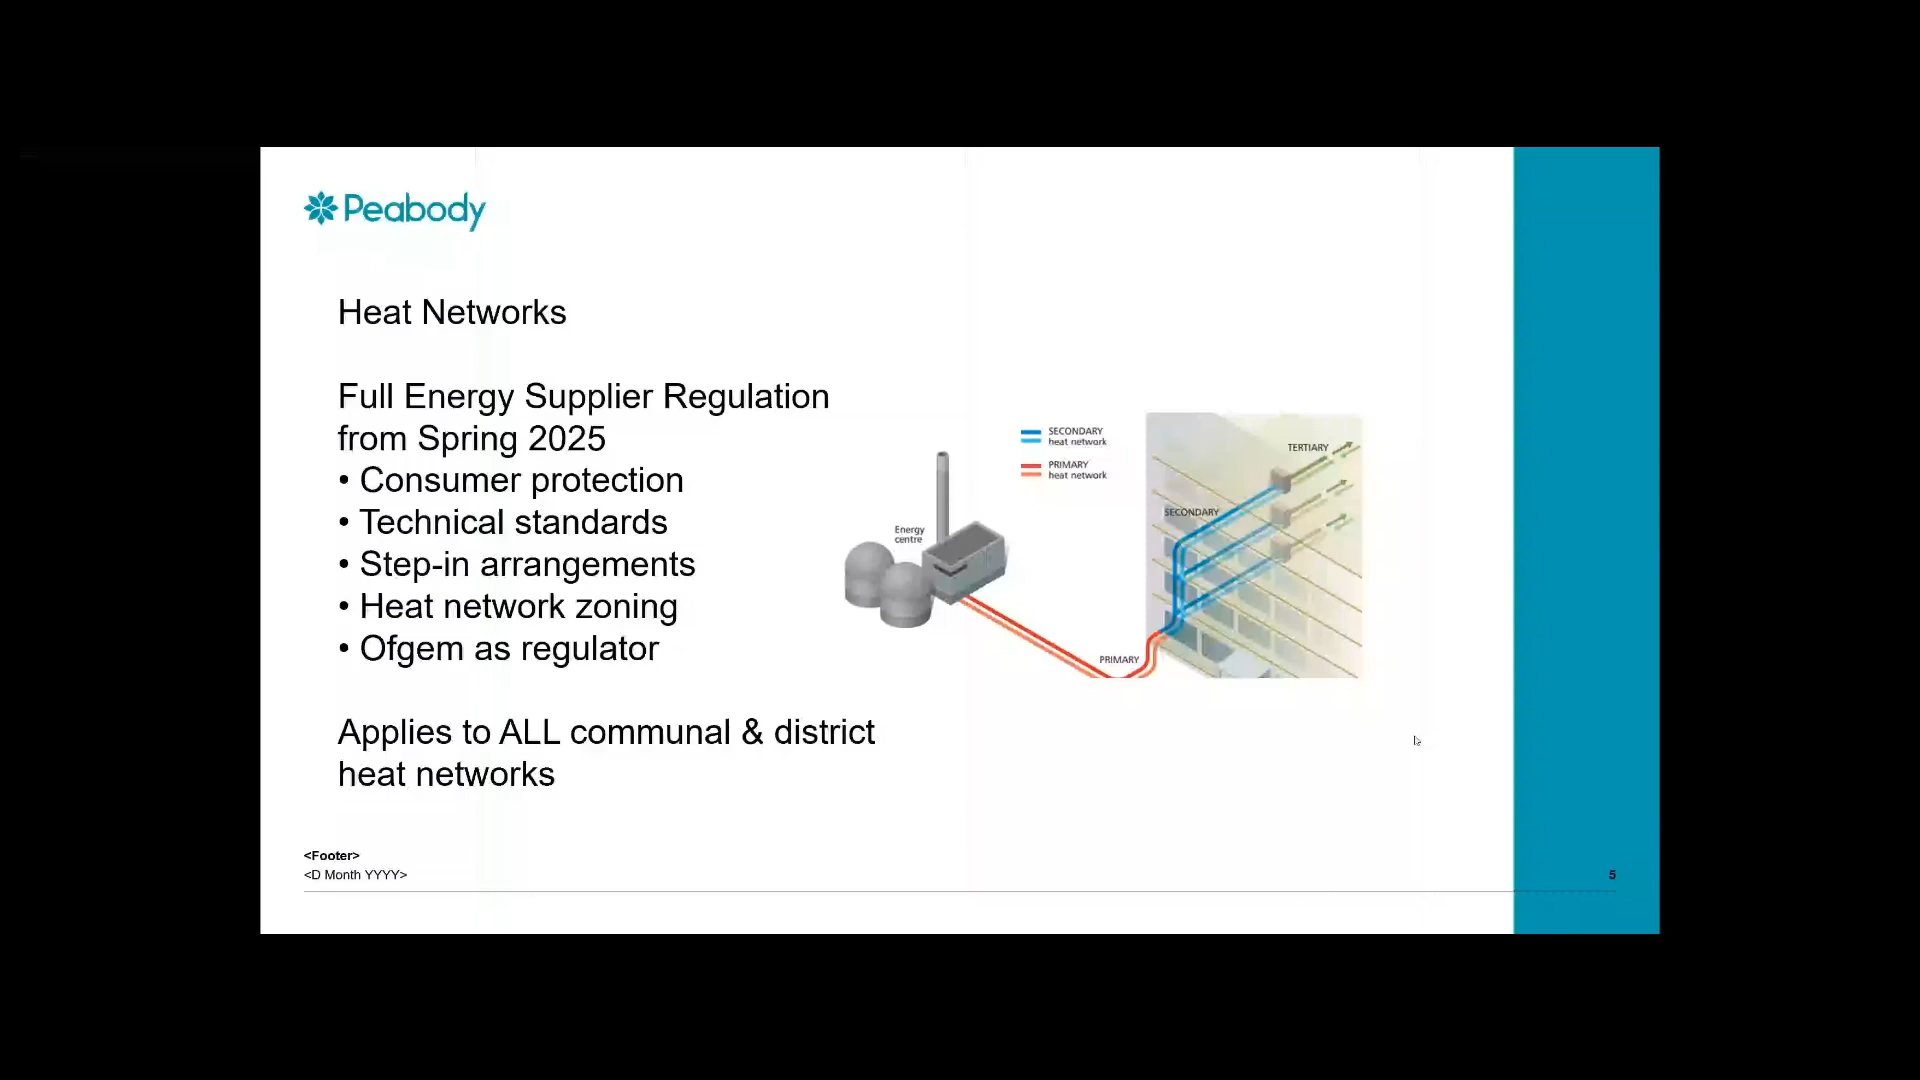 Peabody
Heat Networks
Full Energy Supplier Regulation
from Spring 2025
• Consumer protection
• Technical standards
• Step-in arrangements
• Heat network zoning
• Ofgem as regulator
Applies to ALL communal & district
heat networks
SECONDARY
heat network
PRIMARY
heat network
Energy
centre
TERTIARY
SECONDARY
PRIMARY
<Footer>
<D Month YYYY>
5